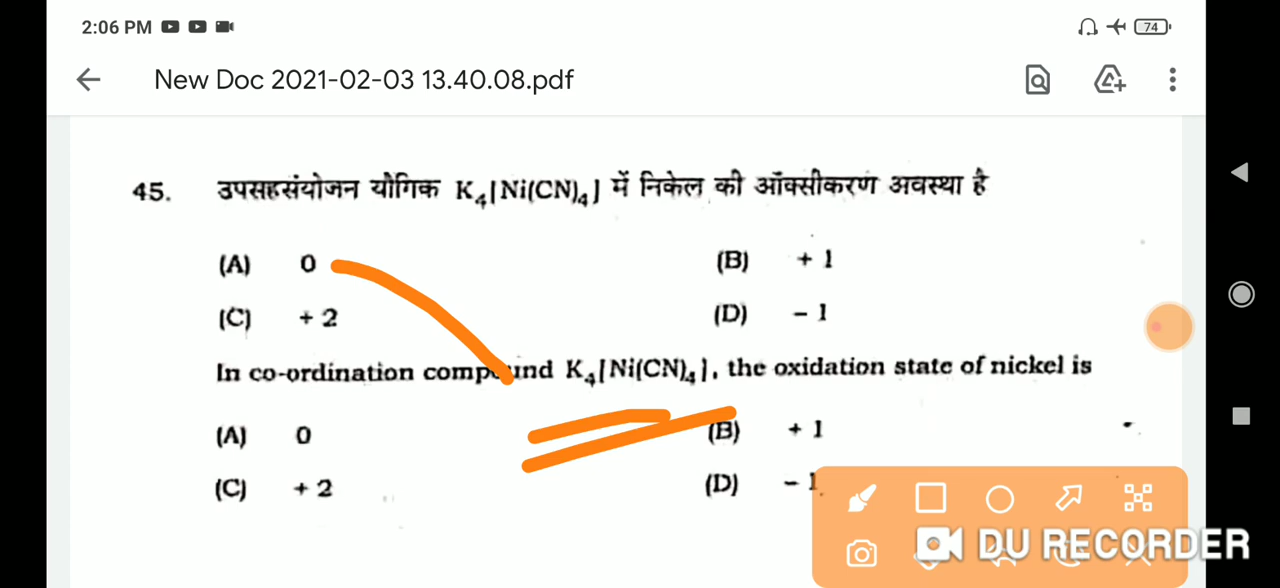 2:06 PM
74
New Doc 2021-02-03 13.40.08.pdf
45. उपसहसंयोजन यौगिक K₄[Ni(CN)₄] में निकेल की ऑक्सीकरण अवस्था है
(A) 0 (B) + 1
(C) + 2 (D) – 1
In co-ordination compound K₄[Ni(CN)₄], the oxidation state of nickel is
(A) 0 (B) + 1
(C) + 2 (D) – 1
DU RECORDER